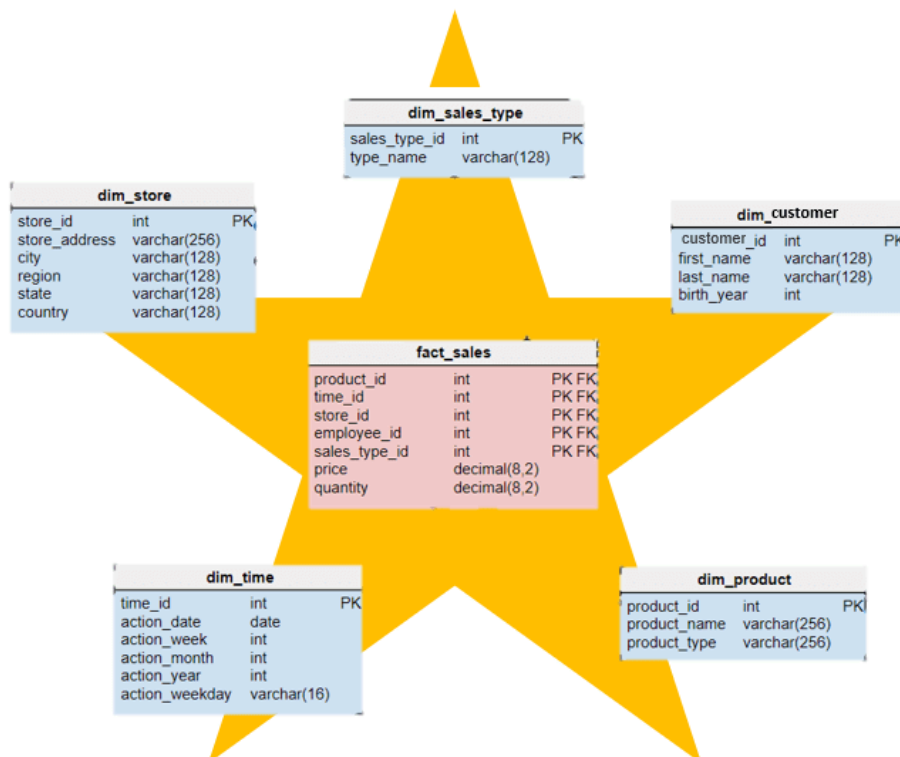 dim_sales_type
sales_type_id int PK
type_name varchar(128)
dim_store
store_id int PK
store_address varchar(256)
city varchar(128)
region varchar(128)
state varchar(128)
country varchar(128)
dim_customer
customer_id int PK
first_name varchar(128)
last_name varchar(128)
birth_year int
fact_sales
product_id int PK FK
time_id int PK FK
store_id int PK FK
employee_id int PK FK
sales_type_id int PK FK
price decimal(8,2)
quantity decimal(8,2)
dim_time
time_id int PK
action_date date
action_week int
action_month int
action_year int
action_weekday varchar(16)
dim_product
product_id int PK
product_name varchar(256)
product_type varchar(256)